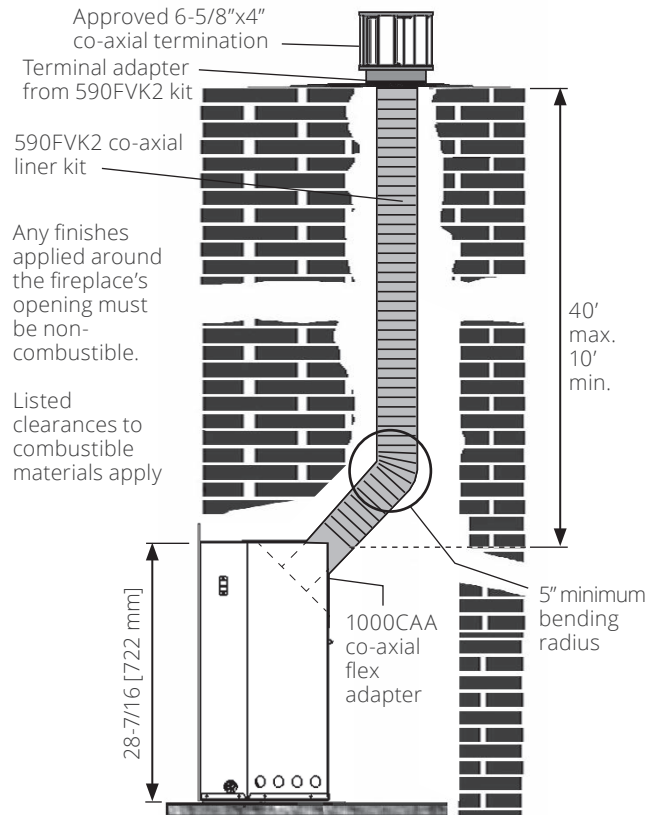 Approved 6-5/8”x4”
co-axial termination
Terminal adapter
from 590FVK2 kit
590FVK2 co-axial
liner kit
Any finishes
applied around
the fireplace’s
opening must
be non-
combustible.
Listed
clearances to
combustible
materials apply
40’
max.
10’
min.
5” minimum
bending
radius
1000CAA
co-axial
flex
adapter
28-7/16 [722 mm]